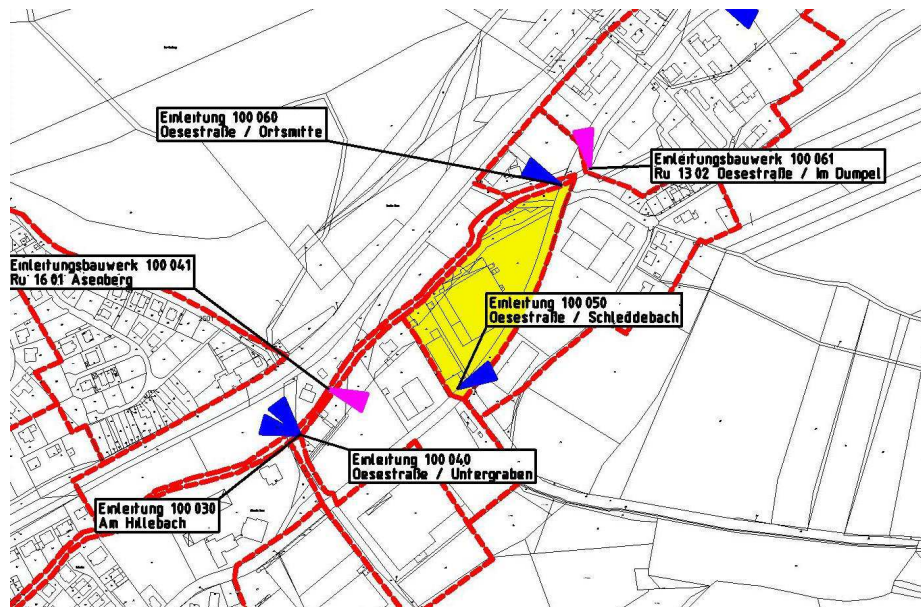 Einleitung 100 060
Oesestraße / Ortsmitte
Einleitungsbauwerk 100 061
Ru 13 02 Oesestraße / Im Dumpel
Einleitungsbauwerk 100 041
Ru 16 01 Asenberg
Einleitung 100 050
Oesestraße / Schleddebach
Einleitung 100 040
Oesestraße / Untergraben
Einleitung 100 030
Am Hillebach